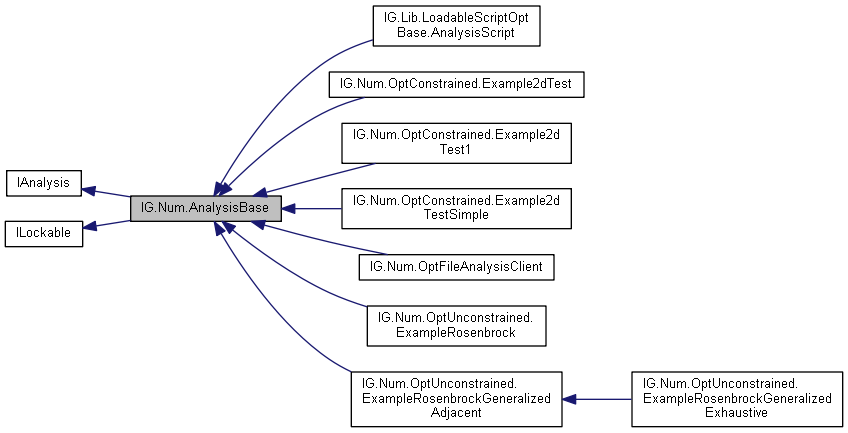 IG.Lib.LoadableScriptOpt
Base.AnalysisScript
IG.Num.OptConstrained.Example2dTest
IG.Num.OptConstrained.Example2d
Test1
IAnalysis
IG.Num.AnalysisBase
IG.Num.OptConstrained.Example2d
TestSimple
ILockable
IG.Num.OptFileAnalysisClient
IG.Num.OptUnconstrained.
ExampleRosenbrock
IG.Num.OptUnconstrained.
ExampleRosenbrockGeneralized
Adjacent
IG.Num.OptUnconstrained.
ExampleRosenbrockGeneralized
Exhaustive